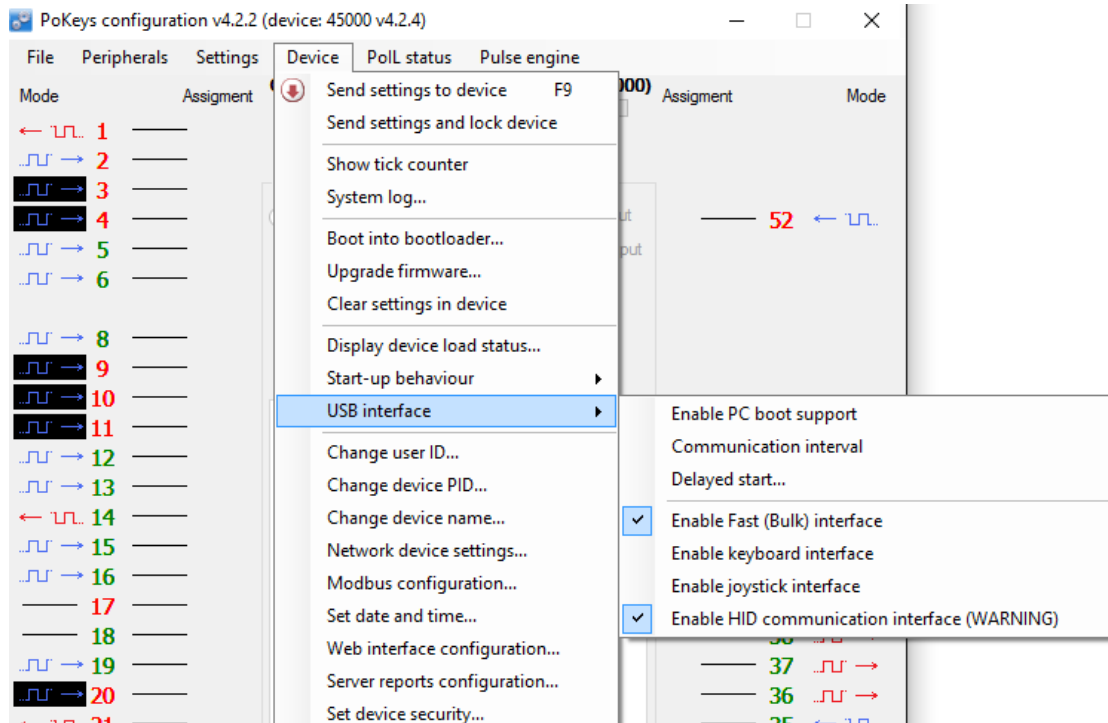 PoKeys configuration v4.2.2 (device: 45000 v4.2.4)
File Peripherals Settings Device PolL status Pulse engine
Mode Assigment Assigment Mode
Send settings to device F9
Send settings and lock device
Show tick counter
System log...
Boot into bootloader...
Upgrade firmware...
Clear settings in device
Display device load status...
Start-up behaviour
USB interface
Change user ID...
Change device PID...
Change device name...
Network device settings...
Modbus configuration...
Set date and time...
Web interface configuration...
Server reports configuration...
Set device security...
Enable PC boot support
Communication interval
Delayed start...
Enable Fast (Bulk) interface
Enable keyboard interface
Enable joystick interface
Enable HID communication interface (WARNING)
1
2
3
4
5
6
8
9
10
11
12
13
14
15
16
17
18
19
20
52
37
36